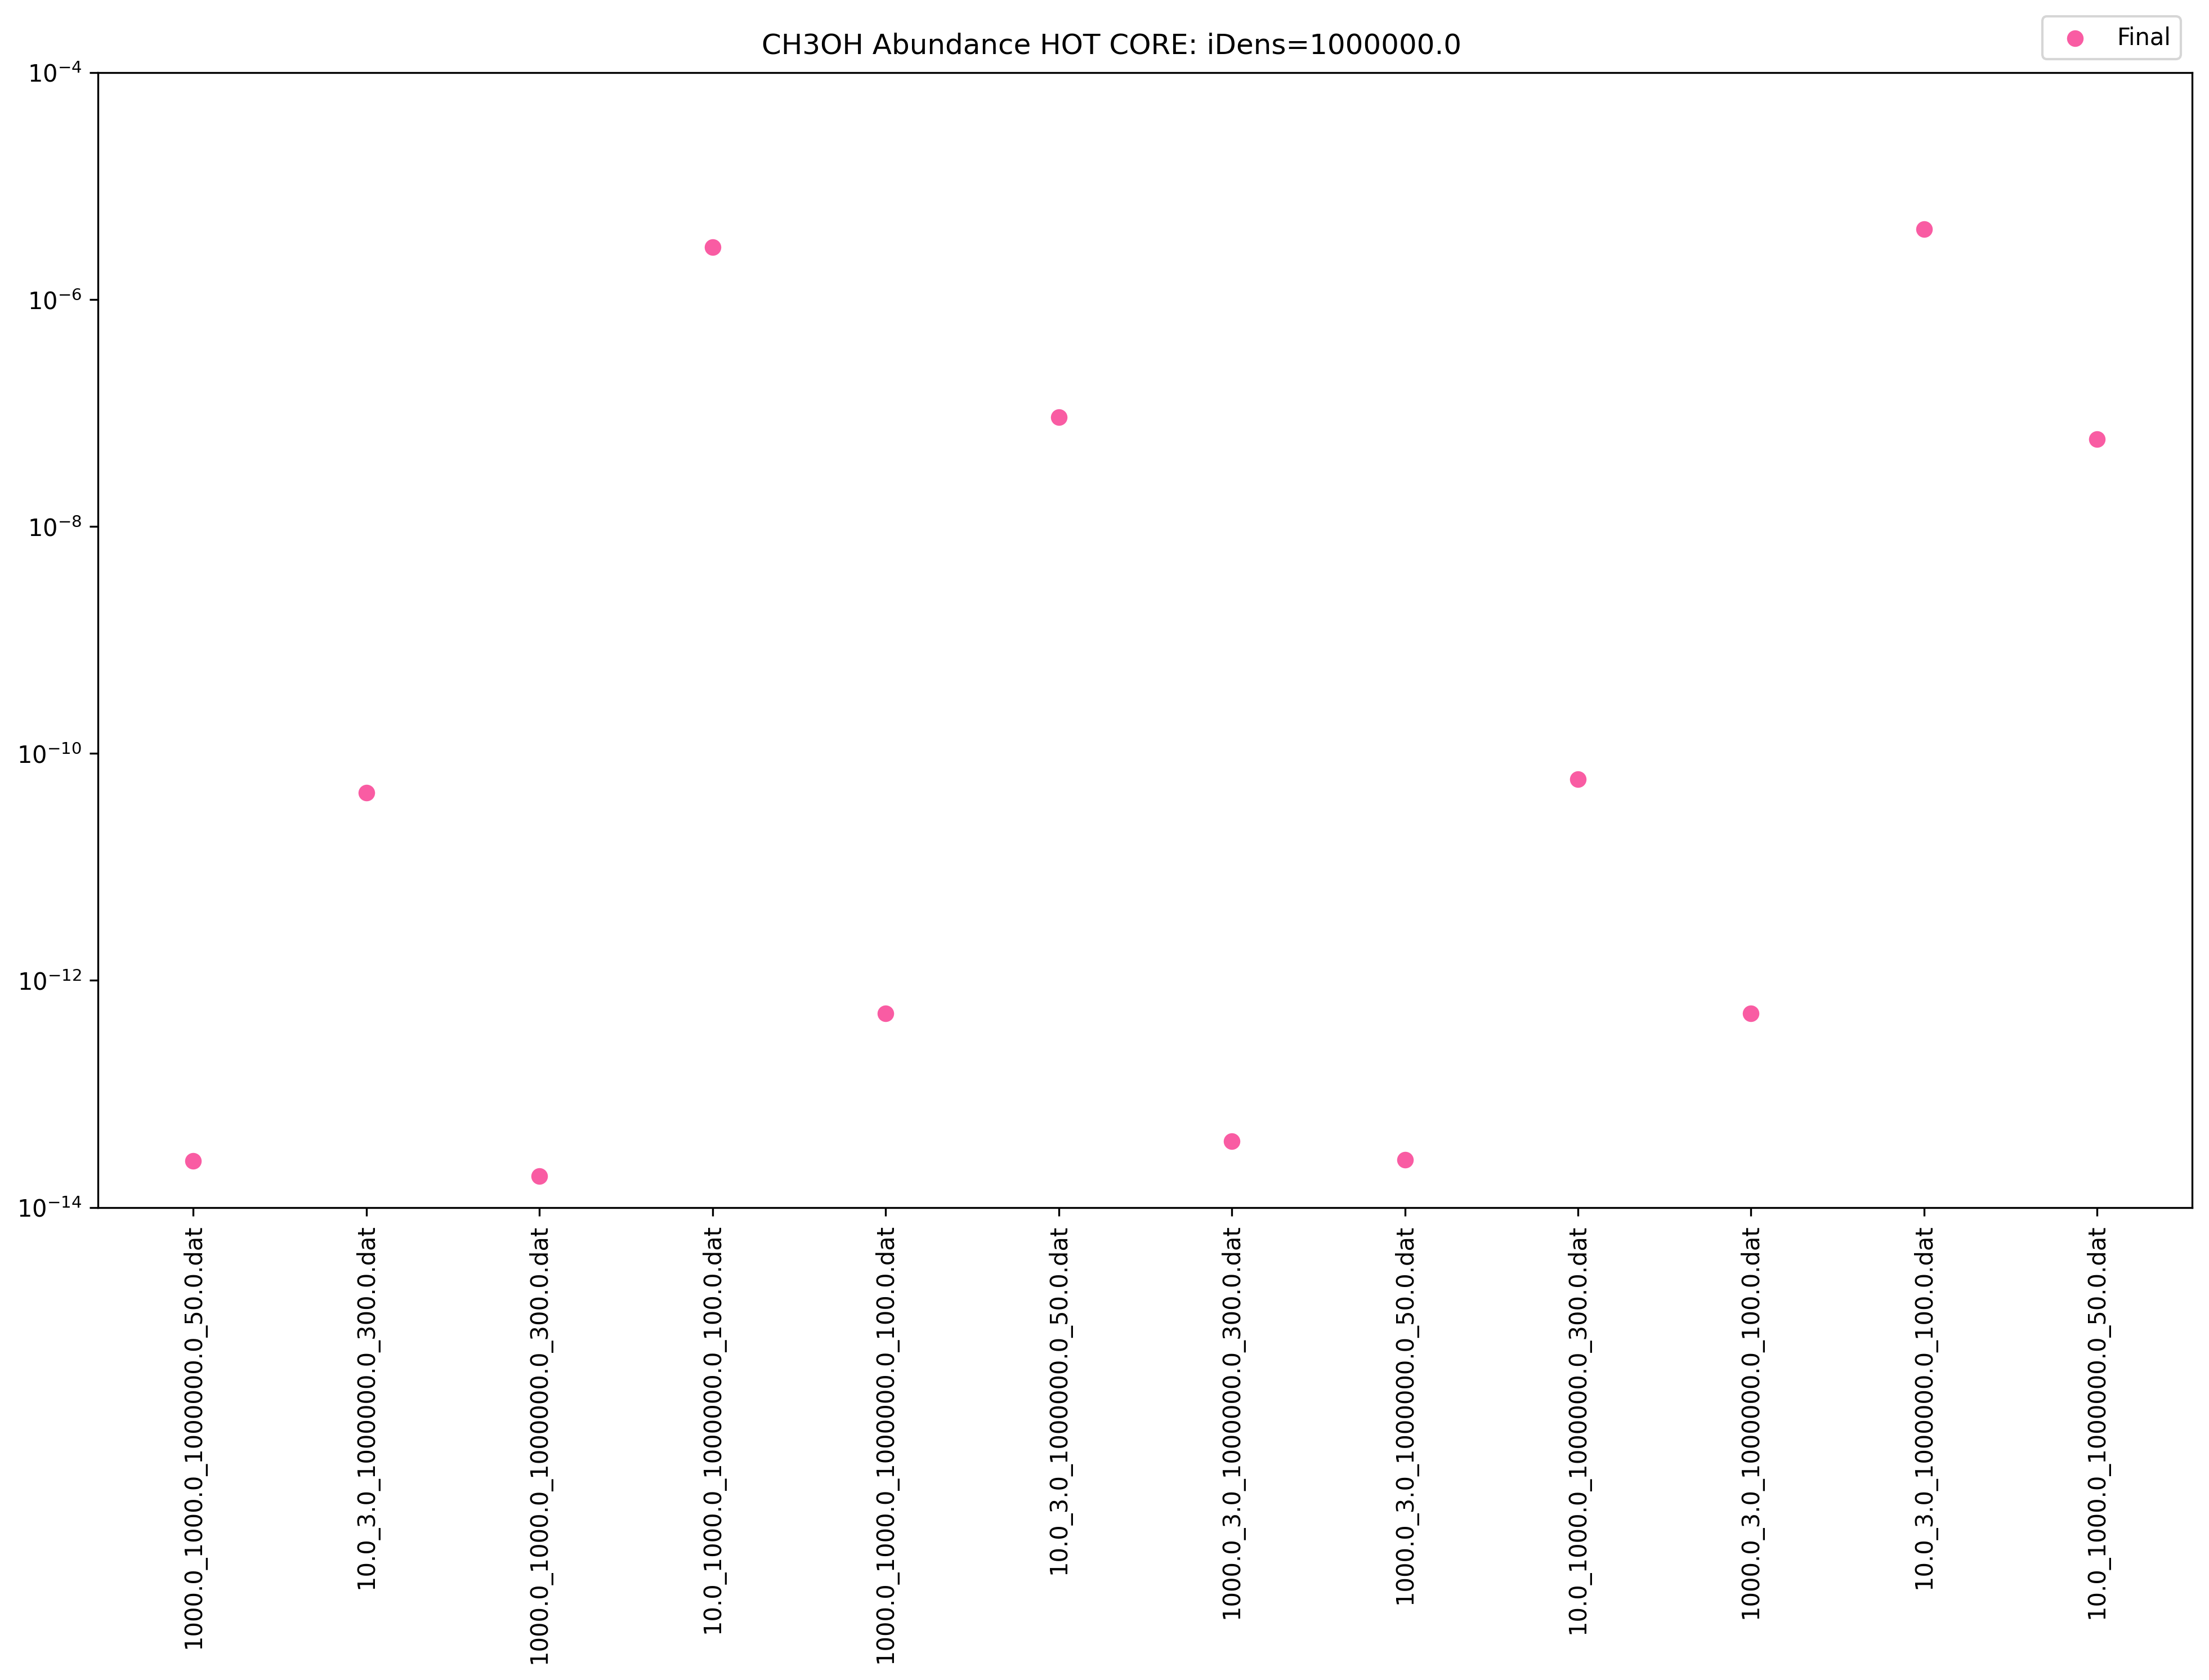 CH3OH Abundance HOT CORE: iDens=1000000.0
Final
10⁻⁴
10⁻⁶
10⁻⁸
10⁻¹⁰
10⁻¹²
10⁻¹⁴
1000.0_1000.0_1000000.0_50.0.dat
10.0_3.0_1000000.0_300.0.dat
1000.0_1000.0_1000000.0_300.0.dat
10.0_1000.0_1000000.0_100.0.dat
1000.0_1000.0_1000000.0_100.0.dat
10.0_3.0_1000000.0_50.0.dat
1000.0_3.0_1000000.0_300.0.dat
1000.0_3.0_1000000.0_50.0.dat
10.0_1000.0_1000000.0_300.0.dat
1000.0_3.0_1000000.0_100.0.dat
10.0_3.0_1000000.0_100.0.dat
10.0_1000.0_1000000.0_50.0.dat